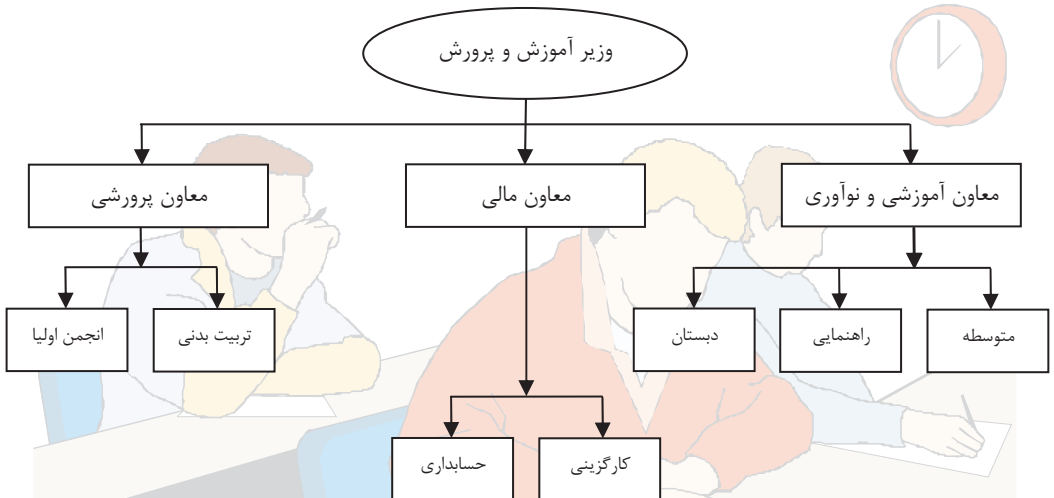 وزیر آموزش و پرورش
معاون آموزشی و نوآوری
معاون مالی
معاون پرورشی
متوسطه
راهنمایی
دبستان
تربیت بدنی
انجمن اولیا
کارگزینی
حسابداری